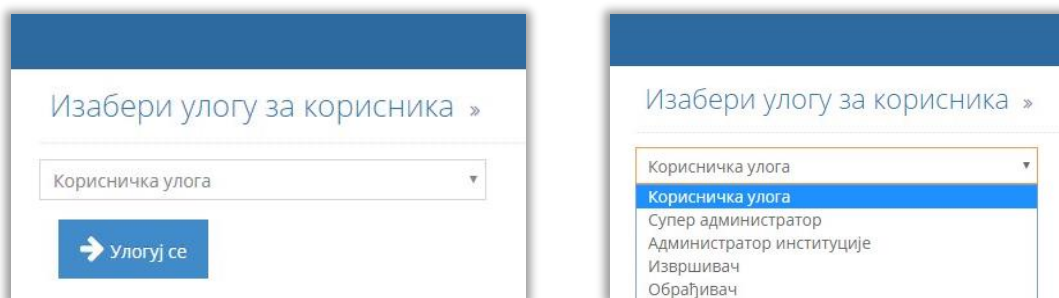 Изабери улогу за корисника »
Корисничка улога
Улогуј се
Изабери улогу за корисника »
Корисничка улога
Корисничка улога
Супер администратор
Администратор институције
Извршивач
Обрађивач